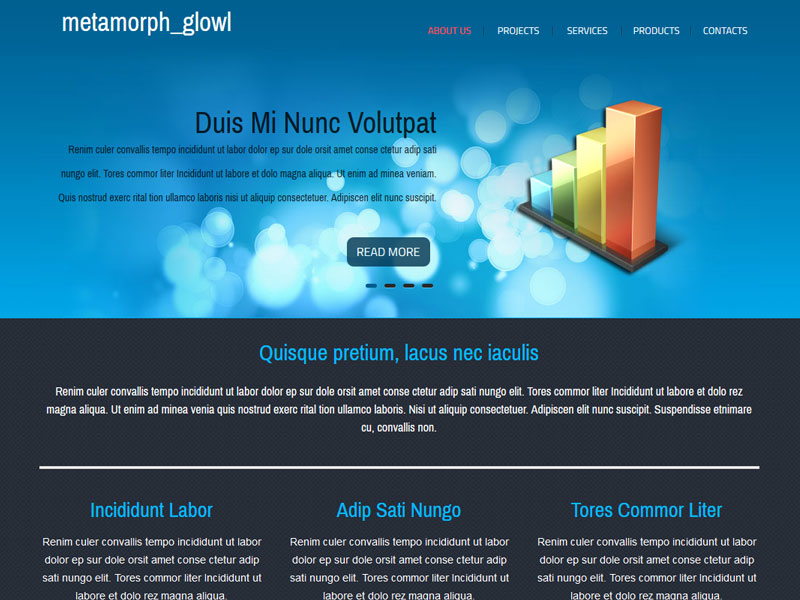 metamorph_glowl
ABOUT US PROJECTS SERVICES PRODUCTS CONTACTS
Duis Mi Nunc Volutpat
Renim culer convallis tempo incididunt ut labor dolor ep sur dole orsit amet conse ctetur adip sati
nungo elit. Tores commor liter Incididunt ut labore et dolo magna aliqua. Ut enim ad minea veniam.
Quis nostrud exerc rital tion ullamco laboris nisi ut aliquip consectetuer. Adipiscen elit nunc suscipit.
READ MORE
Quisque pretium, lacus nec iaculis
Renim culer convallis tempo incididunt ut labor dolor ep sur dole orsit amet conse ctetur adip sati nungo elit. Tores commor liter Incididunt ut labore et dolo rez
magna aliqua. Ut enim ad minea venia quis nostrud exerc rital tion ullamco laboris. Nisi ut aliquip consectetuer. Adipiscen elit nunc suscipit. Suspendisse etnimare
cu, convallis non.
Incididunt Labor
Renim culer convallis tempo incididunt ut labor
dolor ep sur dole orsit amet conse ctetur adip
sati nungo elit. Tores commor liter Incididunt ut
labore et dolo rez magna aliqua.
Adip Sati Nungo
Renim culer convallis tempo incididunt ut labor
dolor ep sur dole orsit amet conse ctetur adip
sati nungo elit. Tores commor liter Incididunt ut
labore et dolo rez magna aliqua.
Tores Commor Liter
Renim culer convallis tempo incididunt ut labor
dolor ep sur dole orsit amet conse ctetur adip
sati nungo elit. Tores commor liter Incididunt ut
labore et dolo rez magna aliqua.